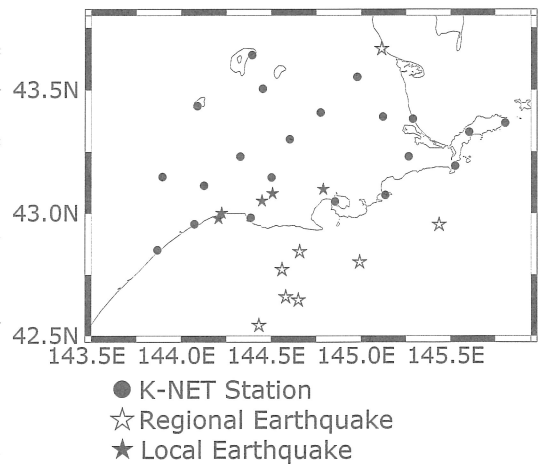 43.5N
43.0N
42.5N
143.5E 144.0E 144.5E 145.0E 145.5E
K-NET Station
Regional Earthquake
Local Earthquake